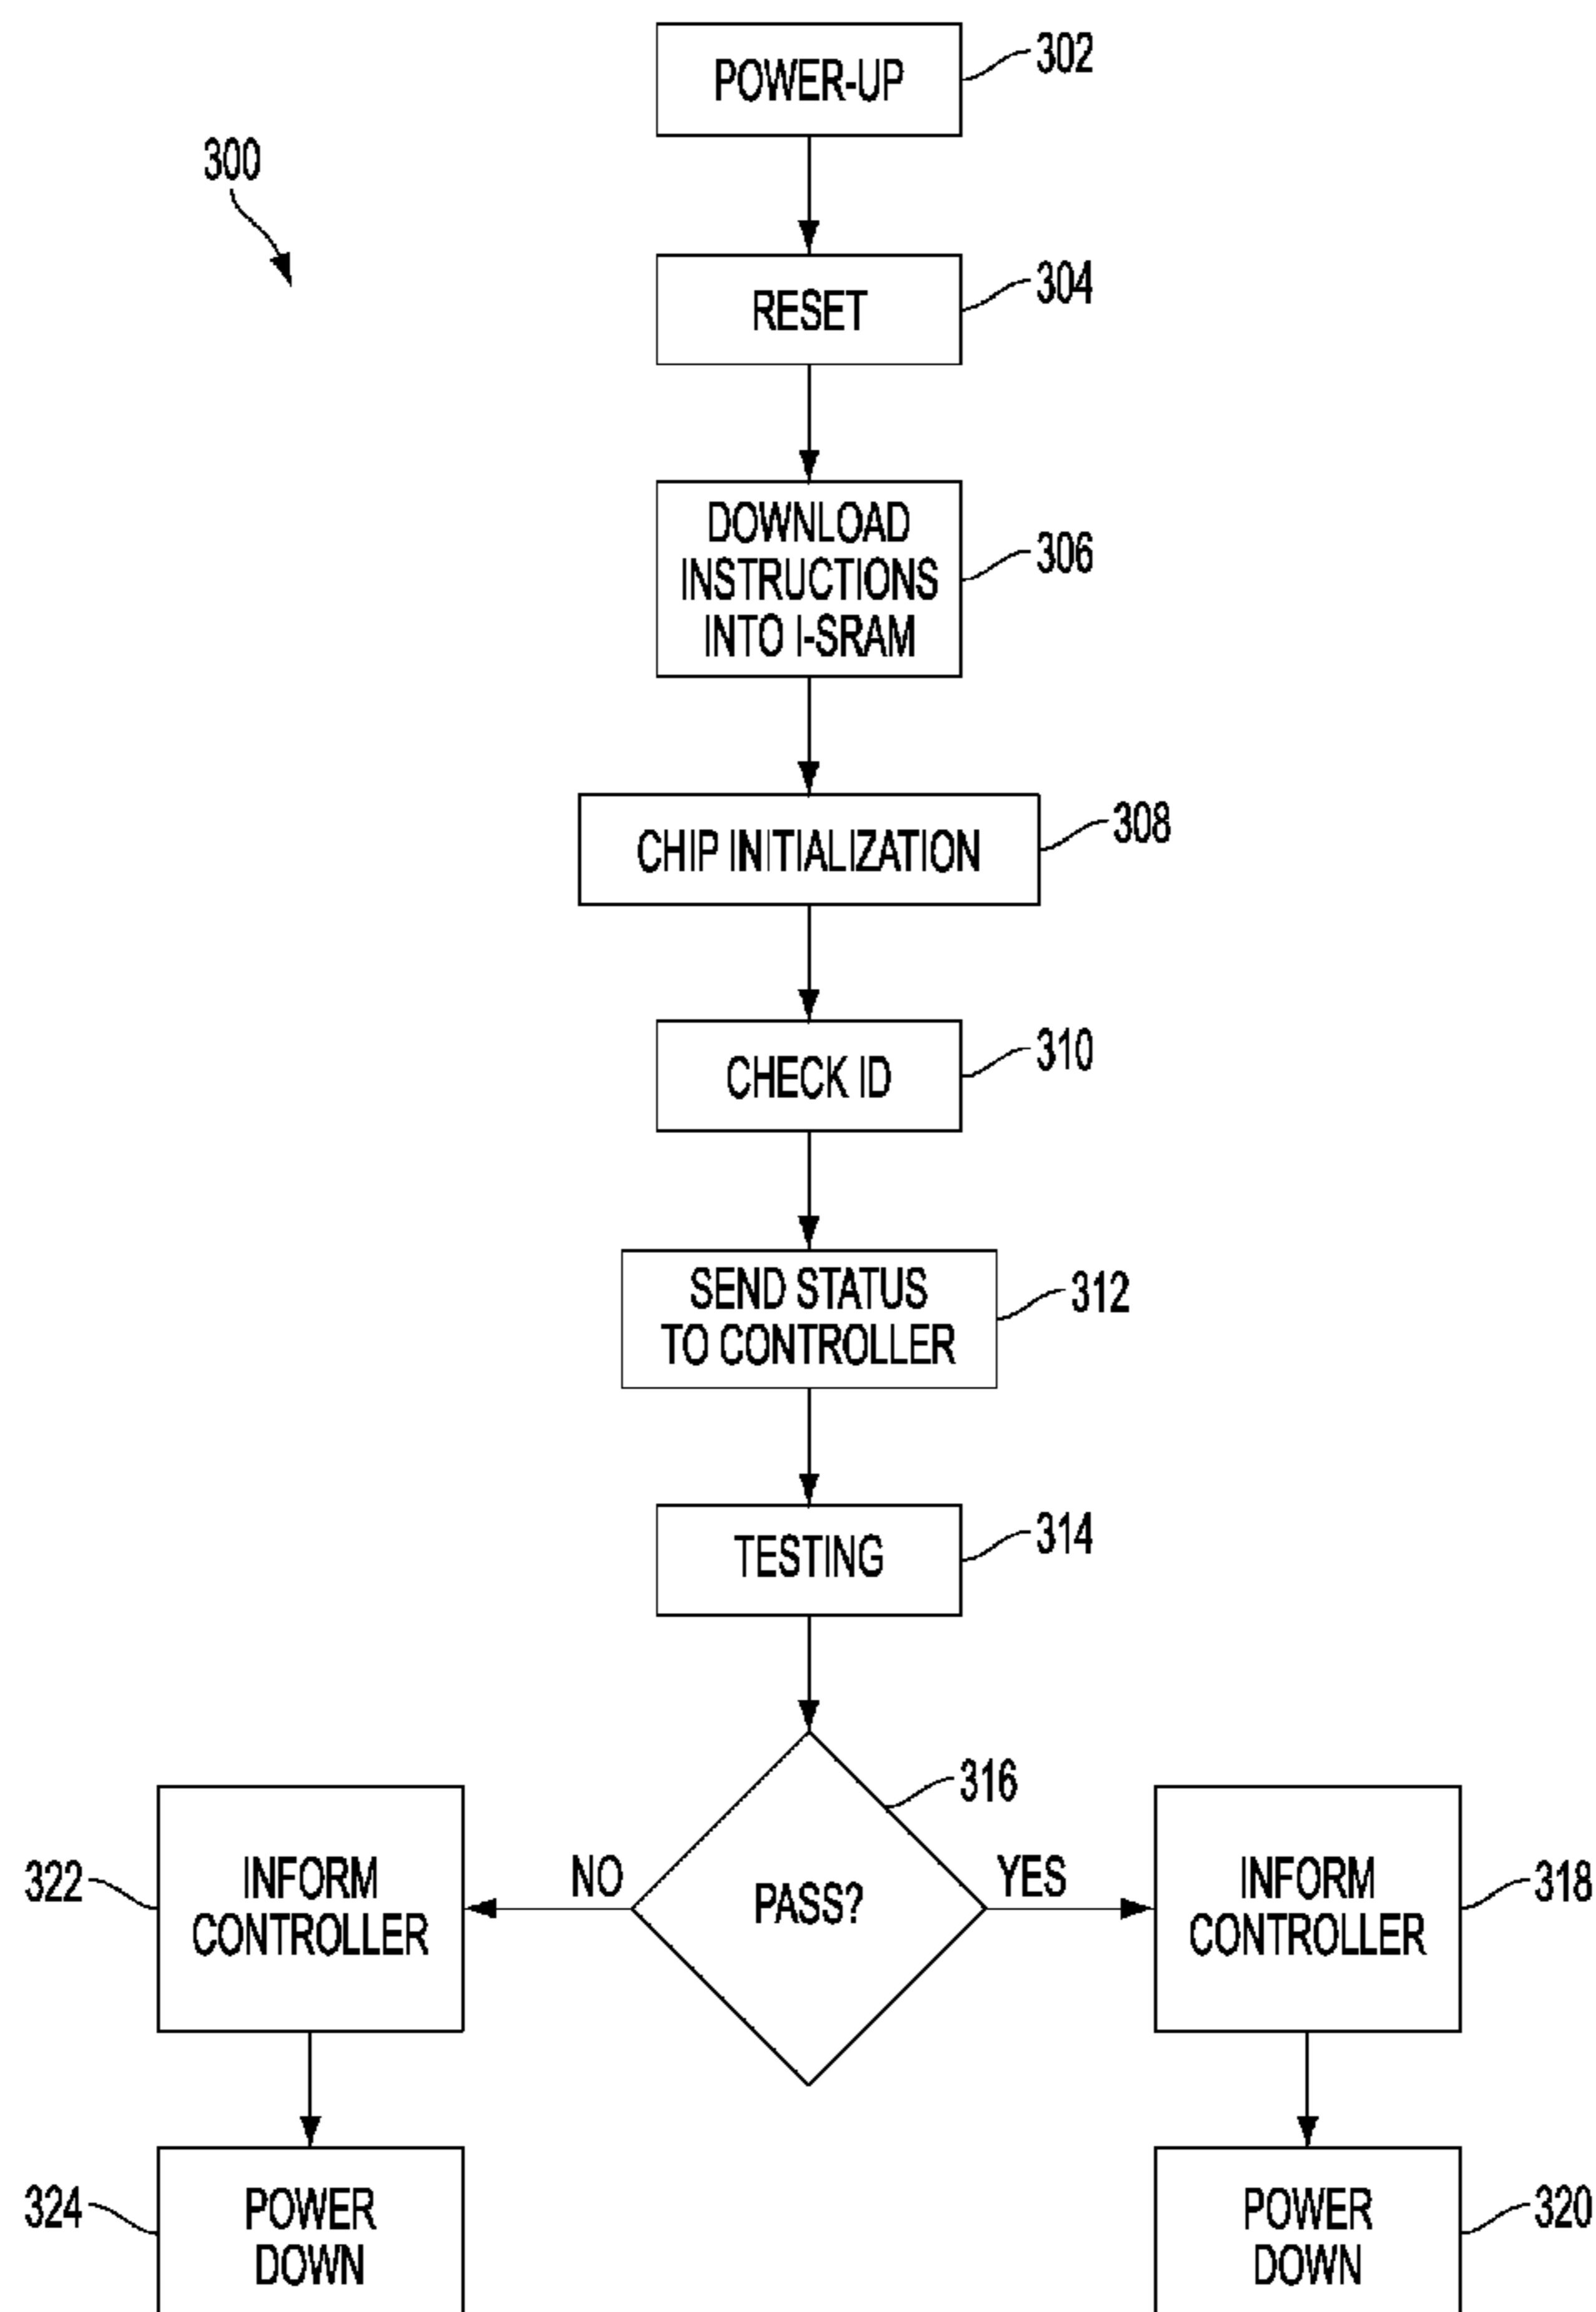 POWER-UP
302
300
RESET
304
DOWNLOAD
INSTRUCTIONS
INTO I-SRAM
306
CHIP INITIALIZATION
308
CHECK ID
310
SEND STATUS
TO CONTROLLER
312
TESTING
314
316
322
INFORM
CONTROLLER
NO
PASS?
YES
INFORM
CONTROLLER
318
324
POWER
DOWN
POWER
DOWN
320